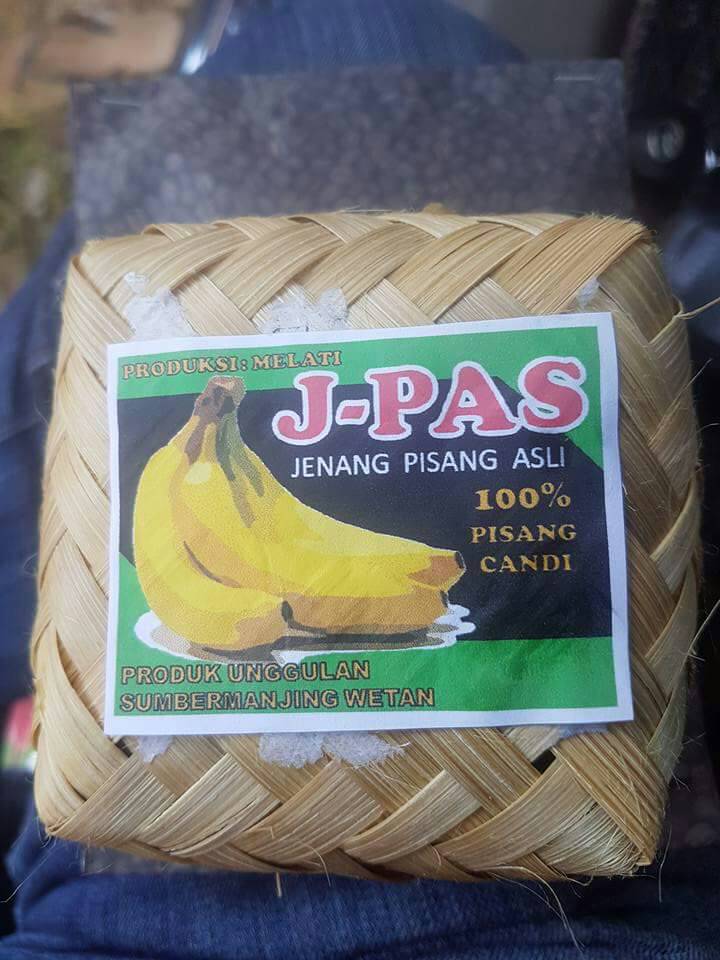 PRODUKSI: MELATI
J-PAS
JENANG PISANG ASLI
100%
PISANG
CANDI
PRODUK UNGGULAN
SUMBERMANJING WETAN